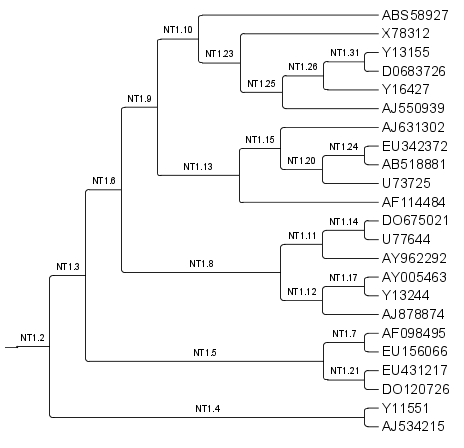 ABS58927
NT1.10
X78312
NT1.23
NT1.31
Y13155
NT1.26
D0683726
NT1.25
Y16427
NT1.9
AJ550939
AJ631302
NT1.15
NT1.24
EU342372
NT1.20
AB518881
NT1.13
U73725
NT1.6
AF114484
NT1.14
DO675021
NT1.11
U77644
NT1.8
AY962292
NT1.3
NT1.17
AY005463
NT1.12
Y13244
AJ878874
NT1.2
NT1.7
AF098495
NT1.5
EU156066
NT1.21
EU431217
DO120726
NT1.4
Y11551
AJ534215